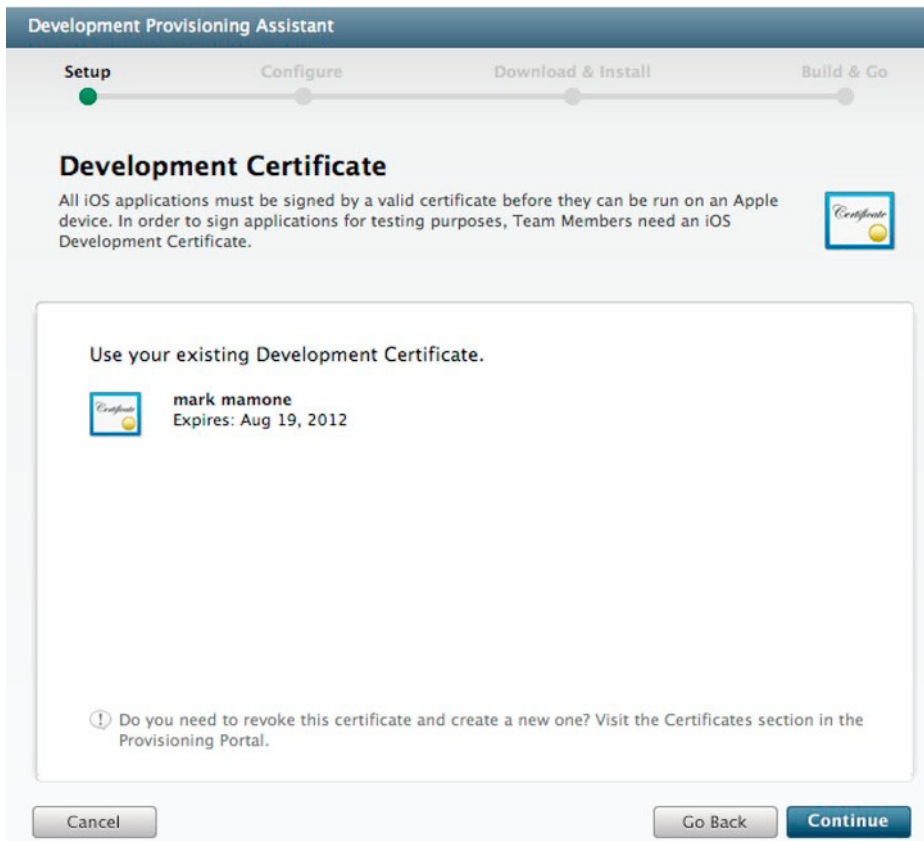 Development Provisioning Assistant
Setup Configure Download & Install Build & Go
Development Certificate
All iOS applications must be signed by a valid certificate before they can be run on an Apple
device. In order to sign applications for testing purposes, Team Members need an iOS
Development Certificate.
Certificate
Use your existing Development Certificate.
Certificate
mark mamone
Expires: Aug 19, 2012
! Do you need to revoke this certificate and create a new one? Visit the Certificates section in the
Provisioning Portal.
Cancel Go Back Continue